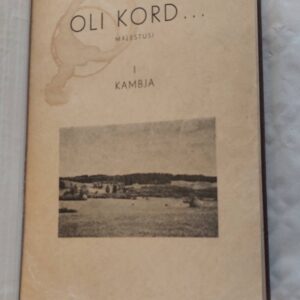 OLI KORD...
MÄLESTUSI
I
KAMBJA